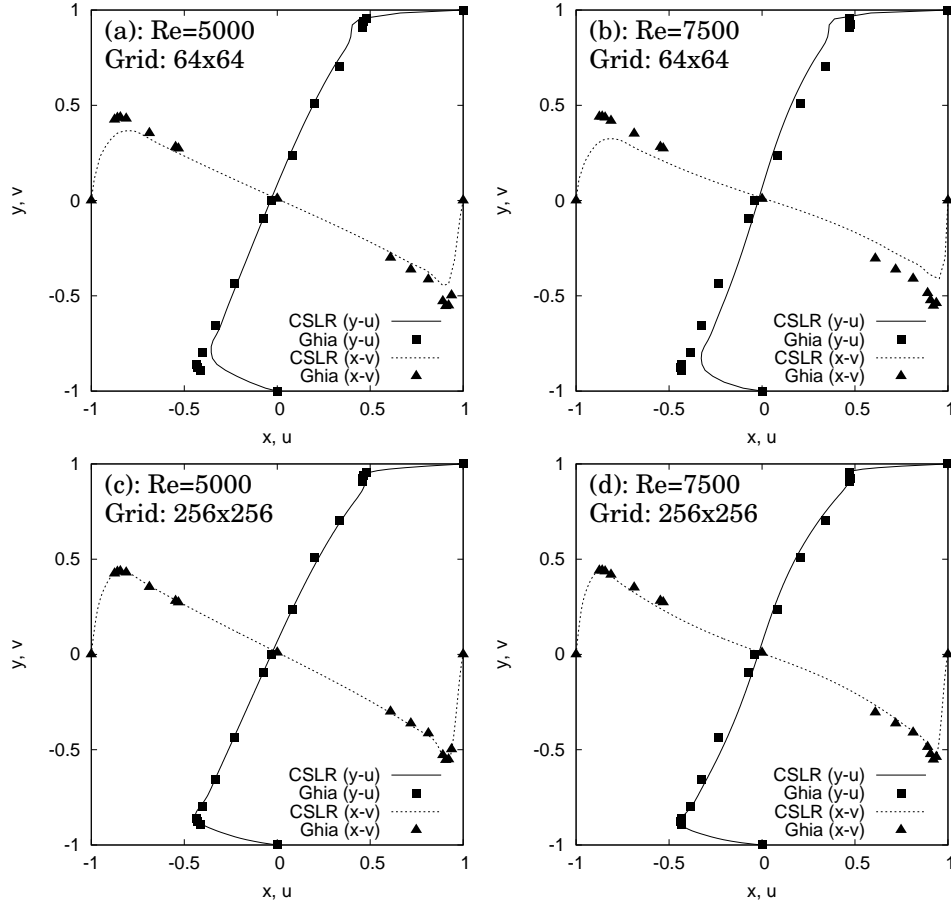 (a): Re=5000
Grid: 64x64
1
0.5
0
-0.5
-1
y, v
-1
-0.5
0
0.5
1
x, u
CSLR (y-u)
Ghia (y-u)
CSLR (x-v)
Ghia (x-v)
(b): Re=7500
Grid: 64x64
1
0.5
0
-0.5
-1
y, v
-1
-0.5
0
0.5
1
x, u
CSLR (y-u)
Ghia (y-u)
CSLR (x-v)
Ghia (x-v)
(c): Re=5000
Grid: 256x256
1
0.5
0
-0.5
-1
y, v
-1
-0.5
0
0.5
1
x, u
CSLR (y-u)
Ghia (y-u)
CSLR (x-v)
Ghia (x-v)
(d): Re=7500
Grid: 256x256
1
0.5
0
-0.5
-1
y, v
-1
-0.5
0
0.5
1
x, u
CSLR (y-u)
Ghia (y-u)
CSLR (x-v)
Ghia (x-v)